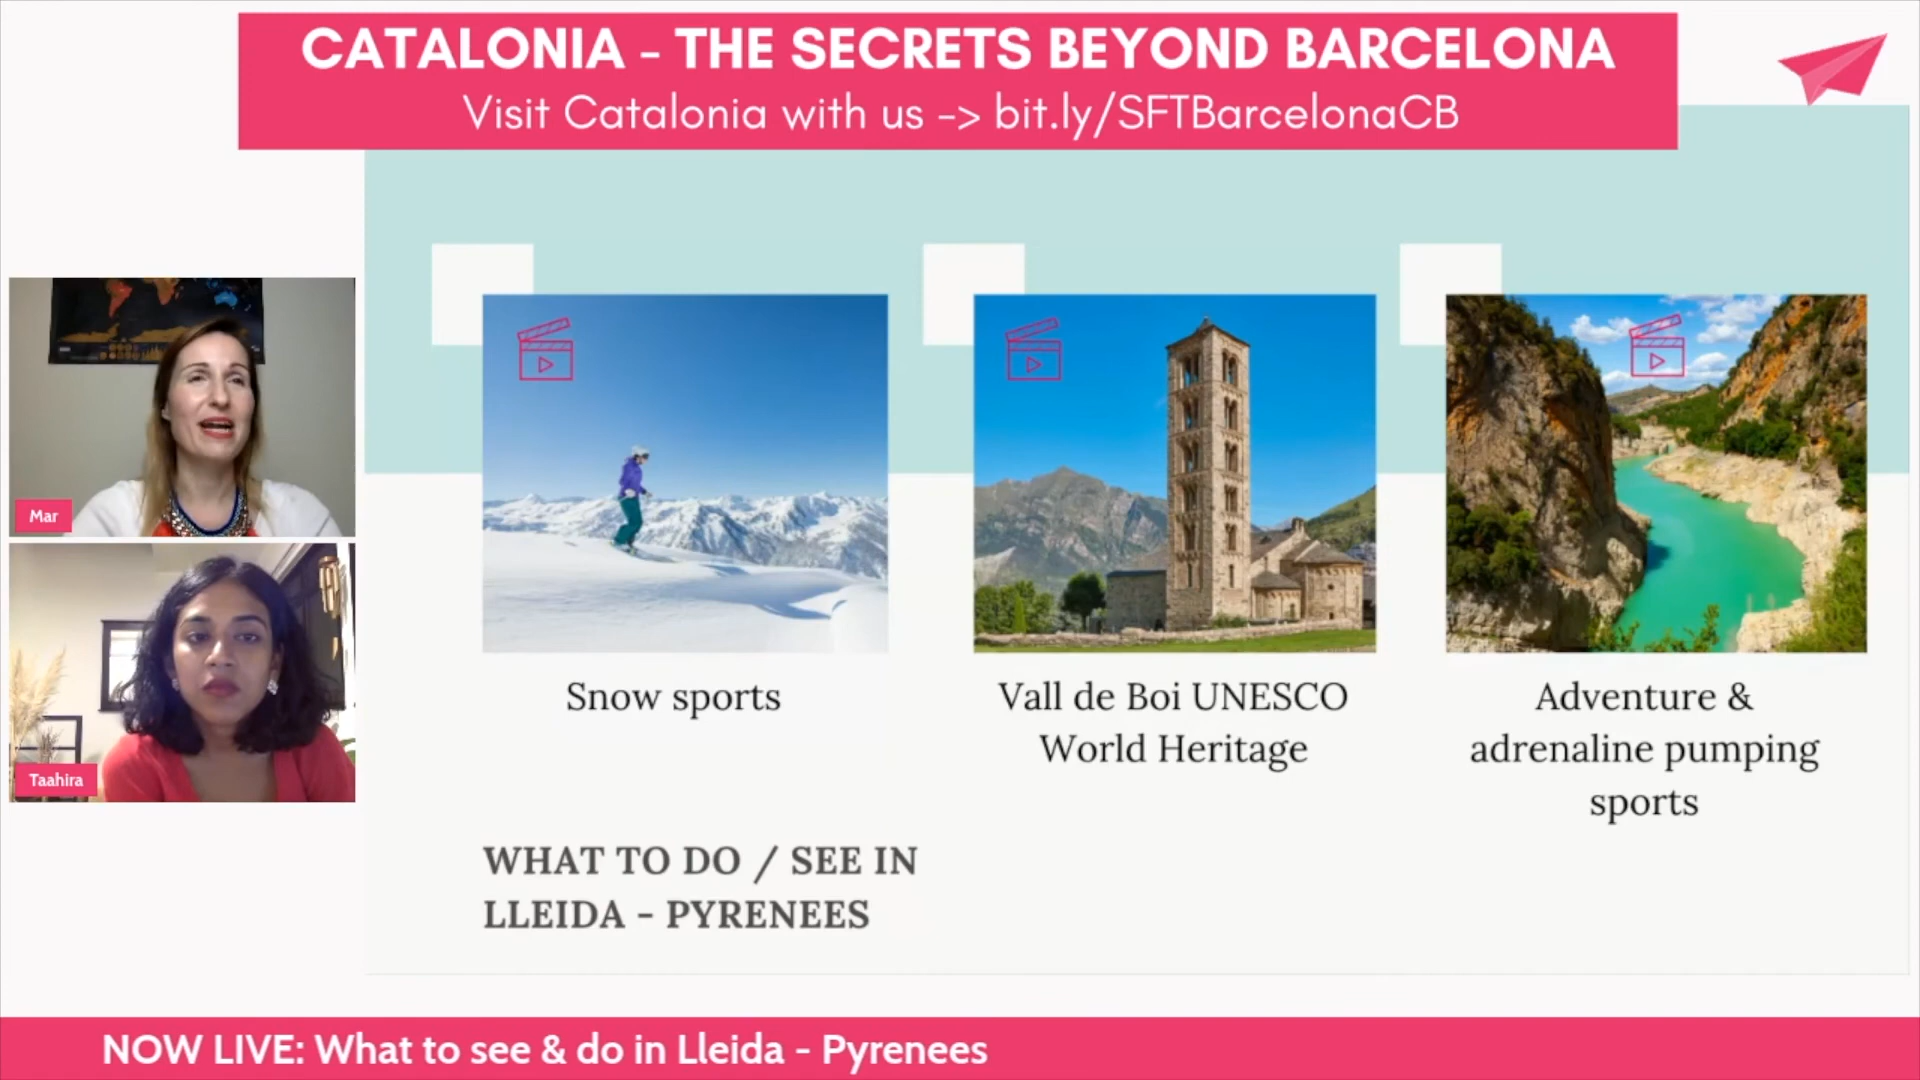 CATALONIA - THE SECRETS BEYOND BARCELONA
Visit Catalonia with us -> bit.ly/SFTBarcelonaCB
Mar
Taahira
Snow sports
Vall de Boi UNESCO
World Heritage
Adventure &
adrenaline pumping
sports
WHAT TO DO / SEE IN
LLEIDA - PYRENEES
NOW LIVE: What to see & do in Lleida - Pyrenees